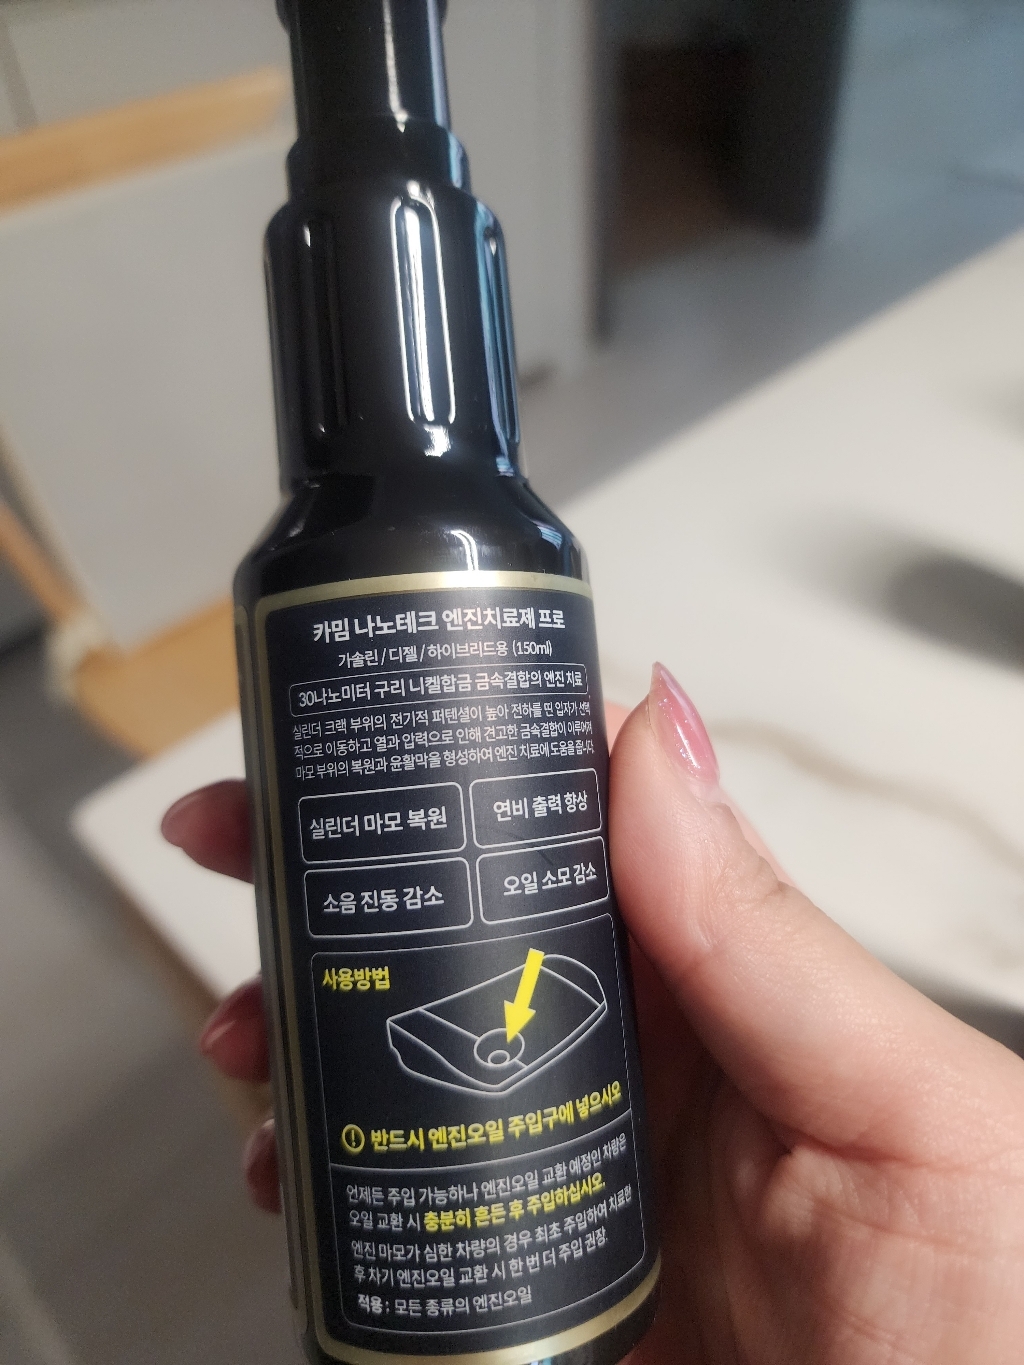 카밈 나노테크 엔진치료제 프로
가솔린 / 디젤 / 하이브리드용 (150ml)
30나노미터 구리 니켈합금 금속결합의 엔진 치료
실린더 크랙 부위의 전기적 퍼텐셜이 높아 전하를 띤 입자가 선택
적으로 이동하고 열과 압력으로 인해 견고한 금속결합이 이루어져
마모 부위의 복원과 윤활막을 형성하여 엔진 치료에 도움을 줍니다.
실린더 마모 복원
연비 출력 향상
소음 진동 감소
오일 소모 감소
사용방법
! 반드시 엔진오일 주입구에 넣으시오
언제든 주입 가능하나 엔진오일 교환 예정인 차량은
오일 교환 시 충분히 흔든 후 주입하십시오.
엔진 마모가 심한 차량의 경우 최초 주입하여 치료한
후 차기 엔진오일 교환 시 한 번 더 주입 권장.
적용 : 모든 종류의 엔진오일